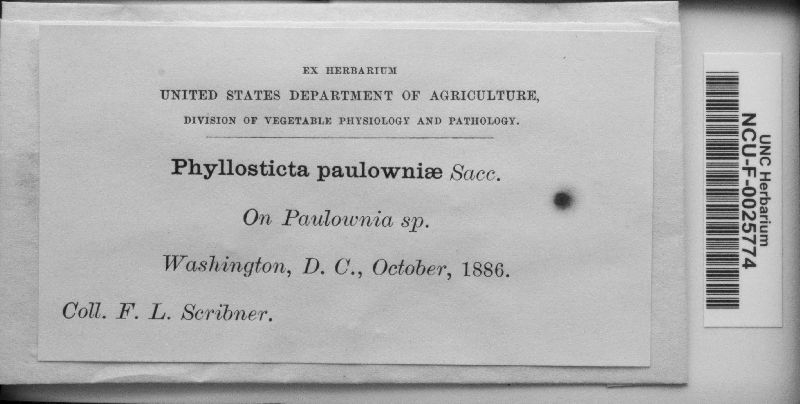 EX HERBARIUM
UNITED STATES DEPARTMENT OF AGRICULTURE,
DIVISION OF VEGETABLE PHYSIOLOGY AND PATHOLOGY.
Phyllosticta paulowniæ Sacc.
On Paulownia sp.
Washington, D. C., October, 1886.
Coll. F. L. Scribner.
UNC Herbarium
NCU-F-0025774